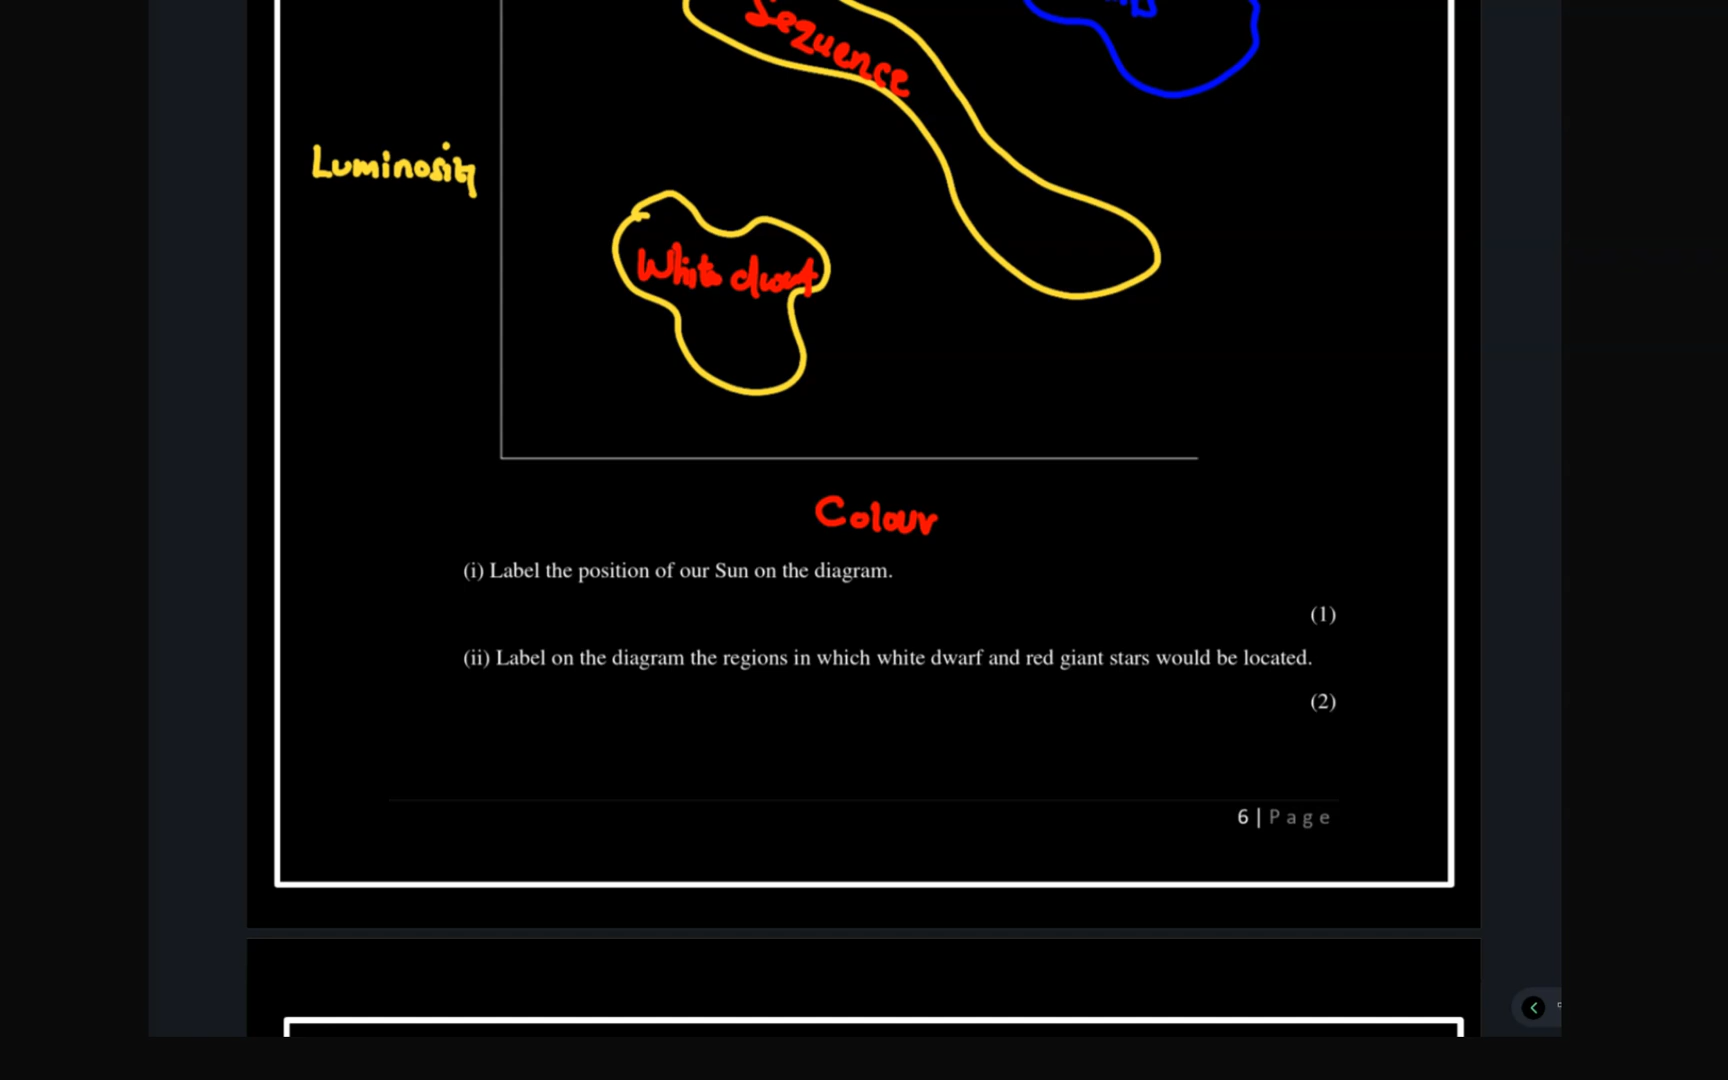 Sequence
Luminosity
White dwarf
Colour
(i) Label the position of our Sun on the diagram.
(1)
(ii) Label on the diagram the regions in which white dwarf and red giant stars would be located.
(2)
6 | Page